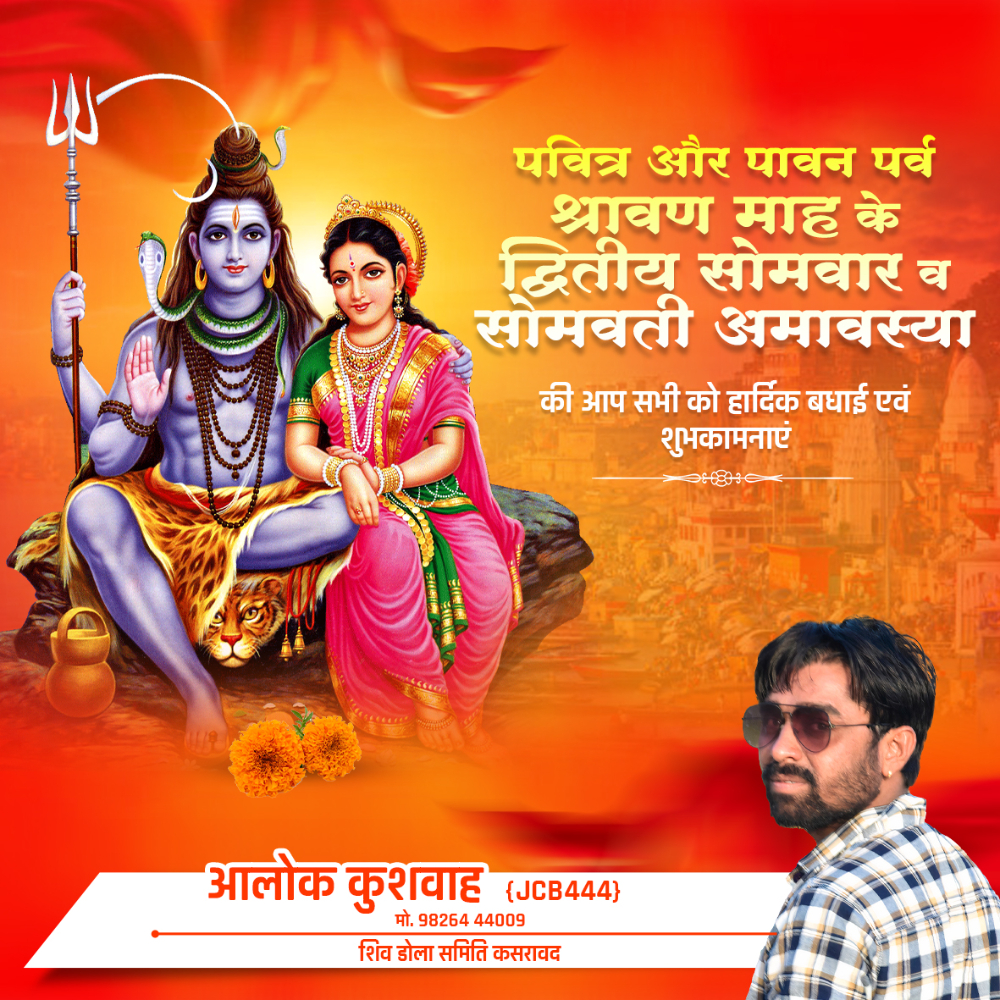 पवित्र और पावन पर्व
श्रावण माह के
द्वितीय सोमवार व
सोमवती अमावस्या
की आप सभी को हार्दिक बधाई एवं
शुभकामनाएं
आलोक कुशवाह {JCB444}
मो. 98264 44009
शिव डोला समिति कसरावद